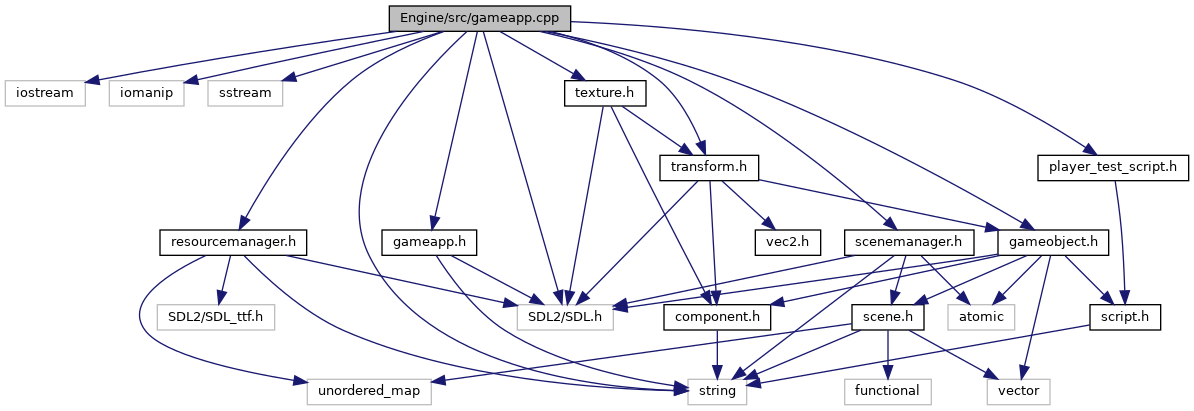 Engine/src/gameapp.cpp
iostream
iomanip
sstream
texture.h
transform.h
player_test_script.h
resourcemanager.h
gameapp.h
vec2.h
scenemanager.h
gameobject.h
SDL2/SDL_ttf.h
SDL2/SDL.h
component.h
scene.h
atomic
script.h
unordered_map
string
functional
vector